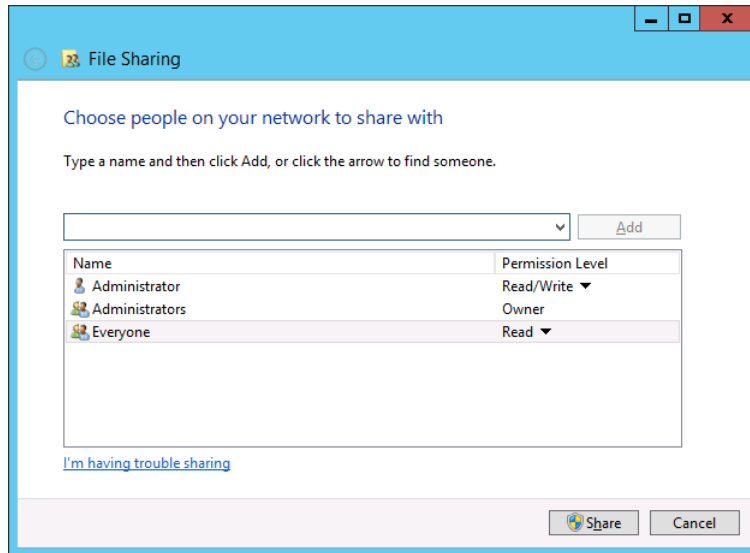 File Sharing
Choose people on your network to share with
Type a name and then click Add, or click the arrow to find someone.
Add
Name Permission Level
Administrator Read/Write
Administrators Owner
Everyone Read
I'm having trouble sharing
Share Cancel